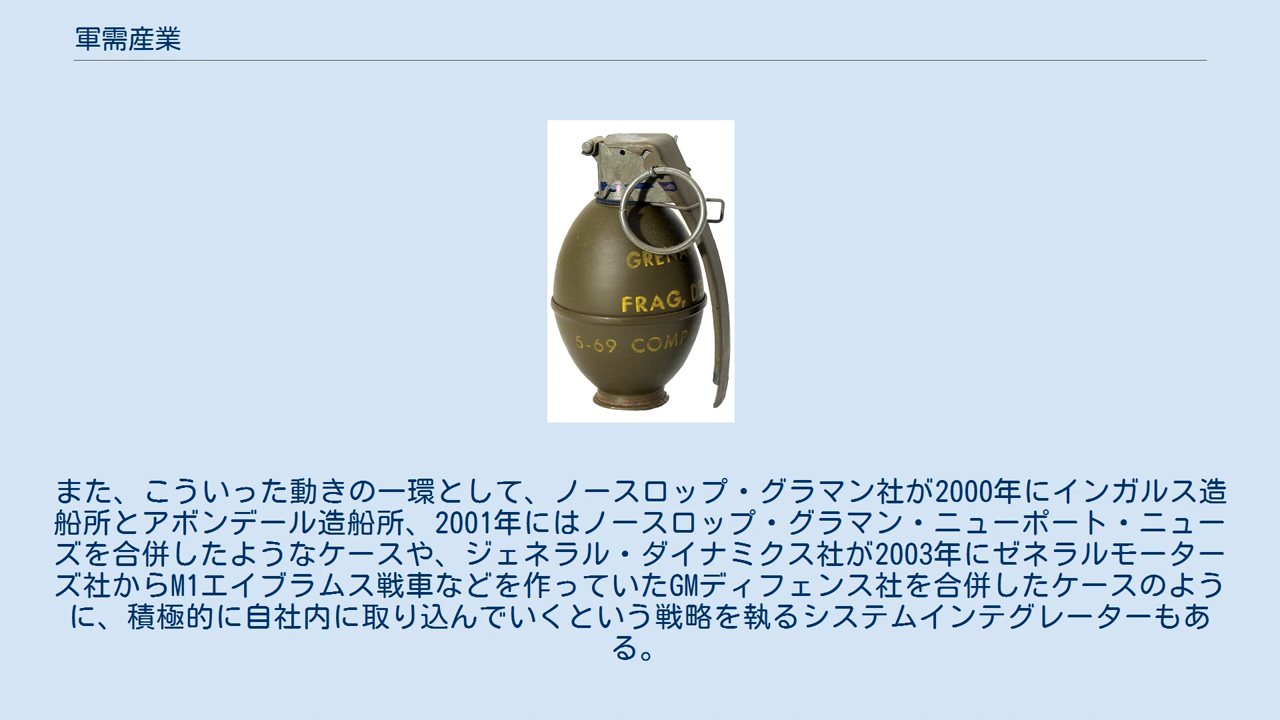 軍需産業
GRENA
FRAG, DE
5-69 COMP
また、こういった動きの一環として、ノースロップ・グラマン社が2000年にインガルス造
船所とアボンデール造船所、2001年にはノースロップ・グラマン・ニューポート・ニュー
ズを合併したようなケースや、ジェネラル・ダイナミクス社が2003年にゼネラルモーター
ズ社からM1エイブラムス戦車などを作っていたGMディフェンス社を合併したケースのよう
に、積極的に自社内に取り込んでいくという戦略を執るシステムインテグレーターもあ
る。